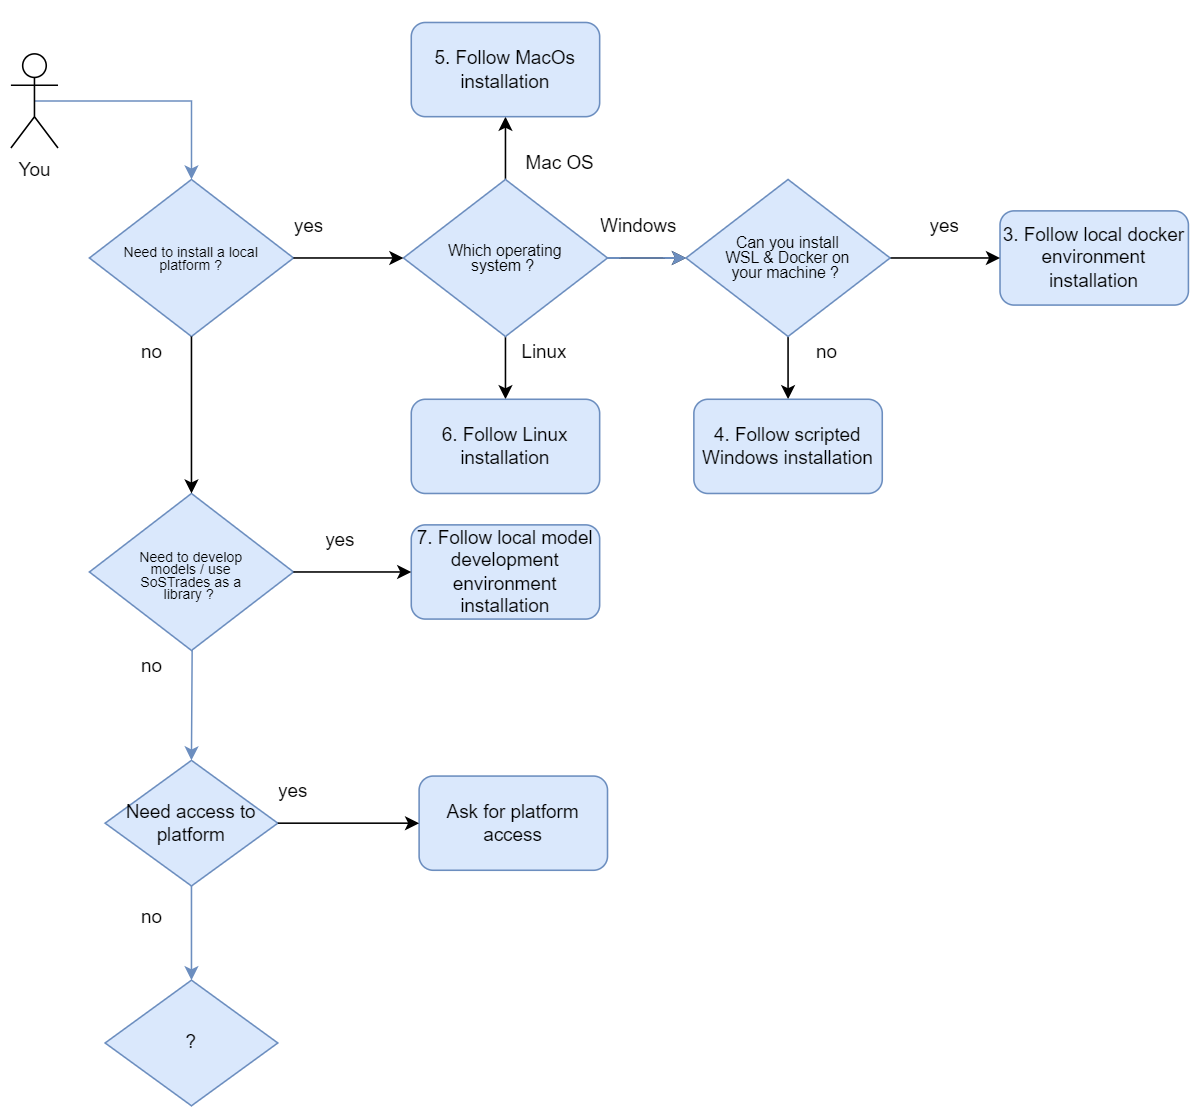 5. Follow MacOs
installation
You
Mac OS
yes
Windows
yes
Need to install a local
platform ?
Which operating
system ?
Can you install
WSL & Docker on
your machine ?
3. Follow local docker
environment
installation
no
Linux
no
6. Follow Linux
installation
4. Follow scripted
Windows installation
Need to develop
models / use
SoSTrades as a
library ?
yes
7. Follow local model
development
environment
installation
no
Need access to
platform
yes
Ask for platform
access
no
?